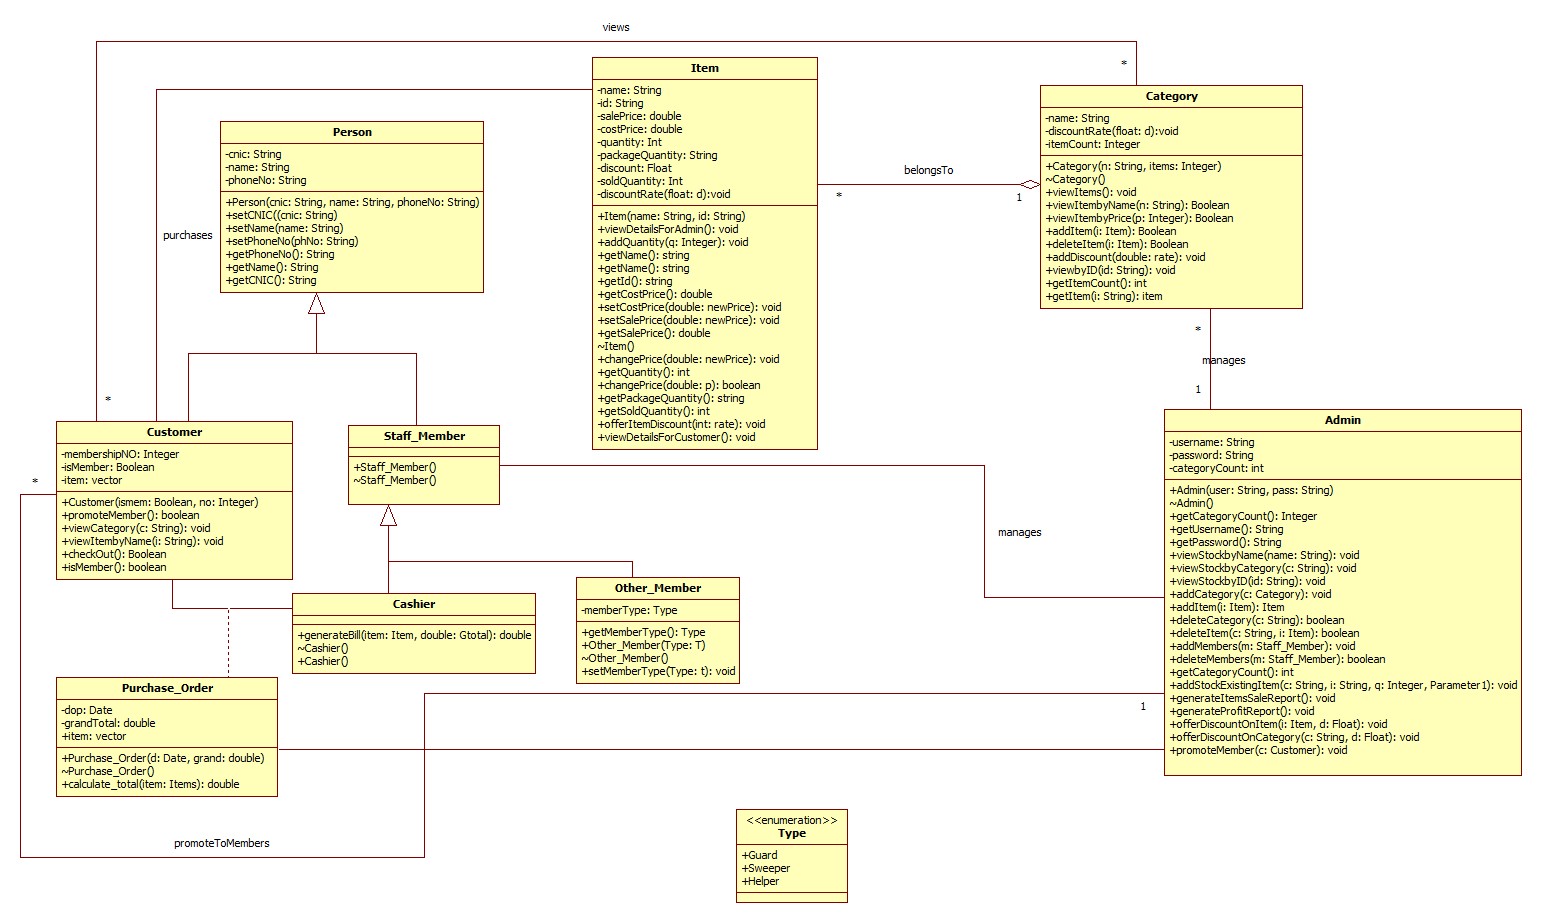 views
*
Item
-name: String
-id: String
-salePrice: double
-costPrice: double
-quantity: Int
-packageQuantity: String
-discount: Float
-soldQuantity: Int
-discountRate(float: d):void
+Item(name: String, id: String)
+viewDetailsForAdmin(): void
+addQuantity(q: Integer): void
+getName(): string
+getName(): string
+getId(): string
+getCostPrice(): double
+setCostPrice(double: newPrice): void
+setSalePrice(double: newPrice): void
+getSalePrice(): double
~Item()
+changePrice(double: newPrice): void
+getQuantity(): int
+changePrice(double: p): boolean
+getPackageQuantity(): string
+getSoldQuantity(): int
+offerItemDiscount(int: rate): void
+viewDetailsForCustomer(): void
belongsTo
*
1
Category
-name: String
-discountRate(float: d):void
-itemCount: Integer
+Category(n: String, items: Integer)
~Category()
+viewItems(): void
+viewItembyName(n: String): Boolean
+viewItembyPrice(p: Integer): Boolean
+addItem(i: Item): Boolean
+deleteItem(i: Item): Boolean
+addDiscount(double: rate): void
+viewbyID(id: String): void
+getItemCount(): int
+getItem(i: String): item
Person
-cnic: String
-name: String
-phoneNo: String
+Person(cnic: String, name: String, phoneNo: String)
+setCNIC((cnic: String)
+setName(name: String)
+setPhoneNo(phNo: String)
+getPhoneNo(): String
+getName(): String
+getCNIC(): String
purchases
*
manages
1
*
Customer
-membershipNO: Integer
-isMember: Boolean
-item: vector
+Customer(ismem: Boolean, no: Integer)
+promoteMember(): boolean
+viewCategory(c: String): void
+viewItembyName(i: String): void
+checkOut(): Boolean
+isMember(): boolean
*
Staff_Member
+Staff_Member()
~Staff_Member()
manages
Admin
-username: String
-password: String
-categoryCount: int
+Admin(user: String, pass: String)
~Admin()
+getCategoryCount(): Integer
+getUsername(): String
+getPassword(): String
+viewStockbyName(name: String): void
+viewStockbyCategory(c: String): void
+viewStockbyID(id: String): void
+addCategory(c: Category): void
+addItem(i: Item): Item
+deleteCategory(c: String): boolean
+deleteItem(c: String, i: Item): boolean
+addMembers(m: Staff_Member): void
+deleteMembers(m: Staff_Member): boolean
+getCategoryCount(): int
+addStockExistingItem(c: String, i: String, q: Integer, Parameter1): void
+generateItemsSaleReport(): void
+generateProfitReport(): void
+offerDiscountOnItem(i: Item, d: Float): void
+offerDiscountOnCategory(c: String, d: Float): void
+promoteMember(c: Customer): void
Cashier
+generateBill(item: Item, double: Gtotal): double
~Cashier()
+Cashier()
Other_Member
-memberType: Type
+getMemberType(): Type
+Other_Member(Type: T)
~Other_Member()
+setMemberType(Type: t): void
1
Purchase_Order
-dop: Date
-grandTotal: double
+item: vector
+Purchase_Order(d: Date, grand: double)
~Purchase_Order()
+calculate_total(item: Items): double
promoteToMembers
<<enumeration>>
Type
+Guard
+Sweeper
+Helper